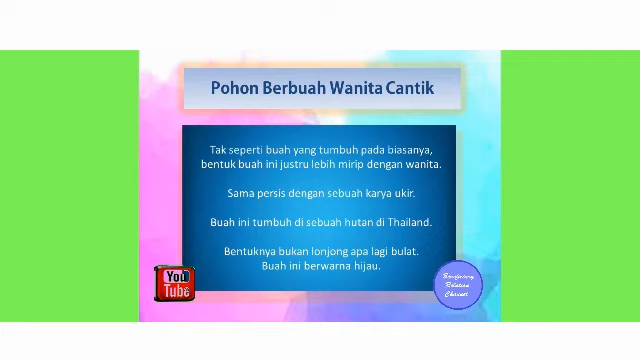 Pohon Berbuah Wanita Cantik
Tak seperti buah yang tumbuh pada biasanya,
bentuk buah ini justru lebih mirip dengan wanita.
Sama persis dengan sebuah karya ukir.
Buah ini tumbuh di sebuah hutan di Thailand.
Bentuknya bukan lonjong apa lagi bulat.
Buah ini berwarna hijau.
You
Tube
Relation
Channel